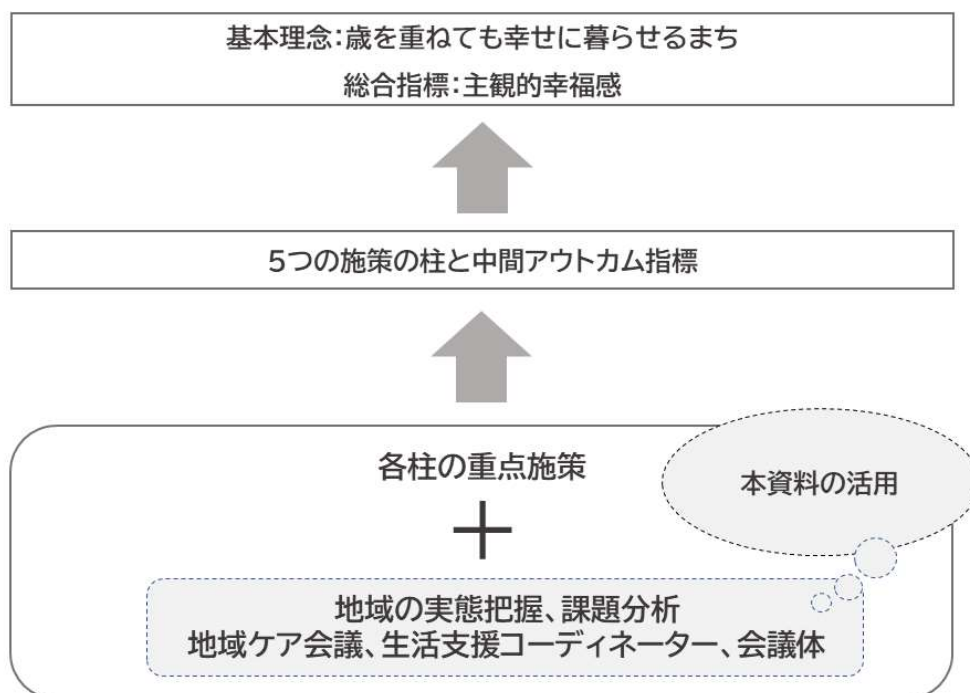 基本理念：歳を重ねても幸せに暮らせるまち
総合指標：主観的幸福感
5つの施策の柱と中間アウトカム指標
各柱の重点施策
本資料の活用
＋
地域の実態把握、課題分析
地域ケア会議、生活支援コーディネーター、会議体